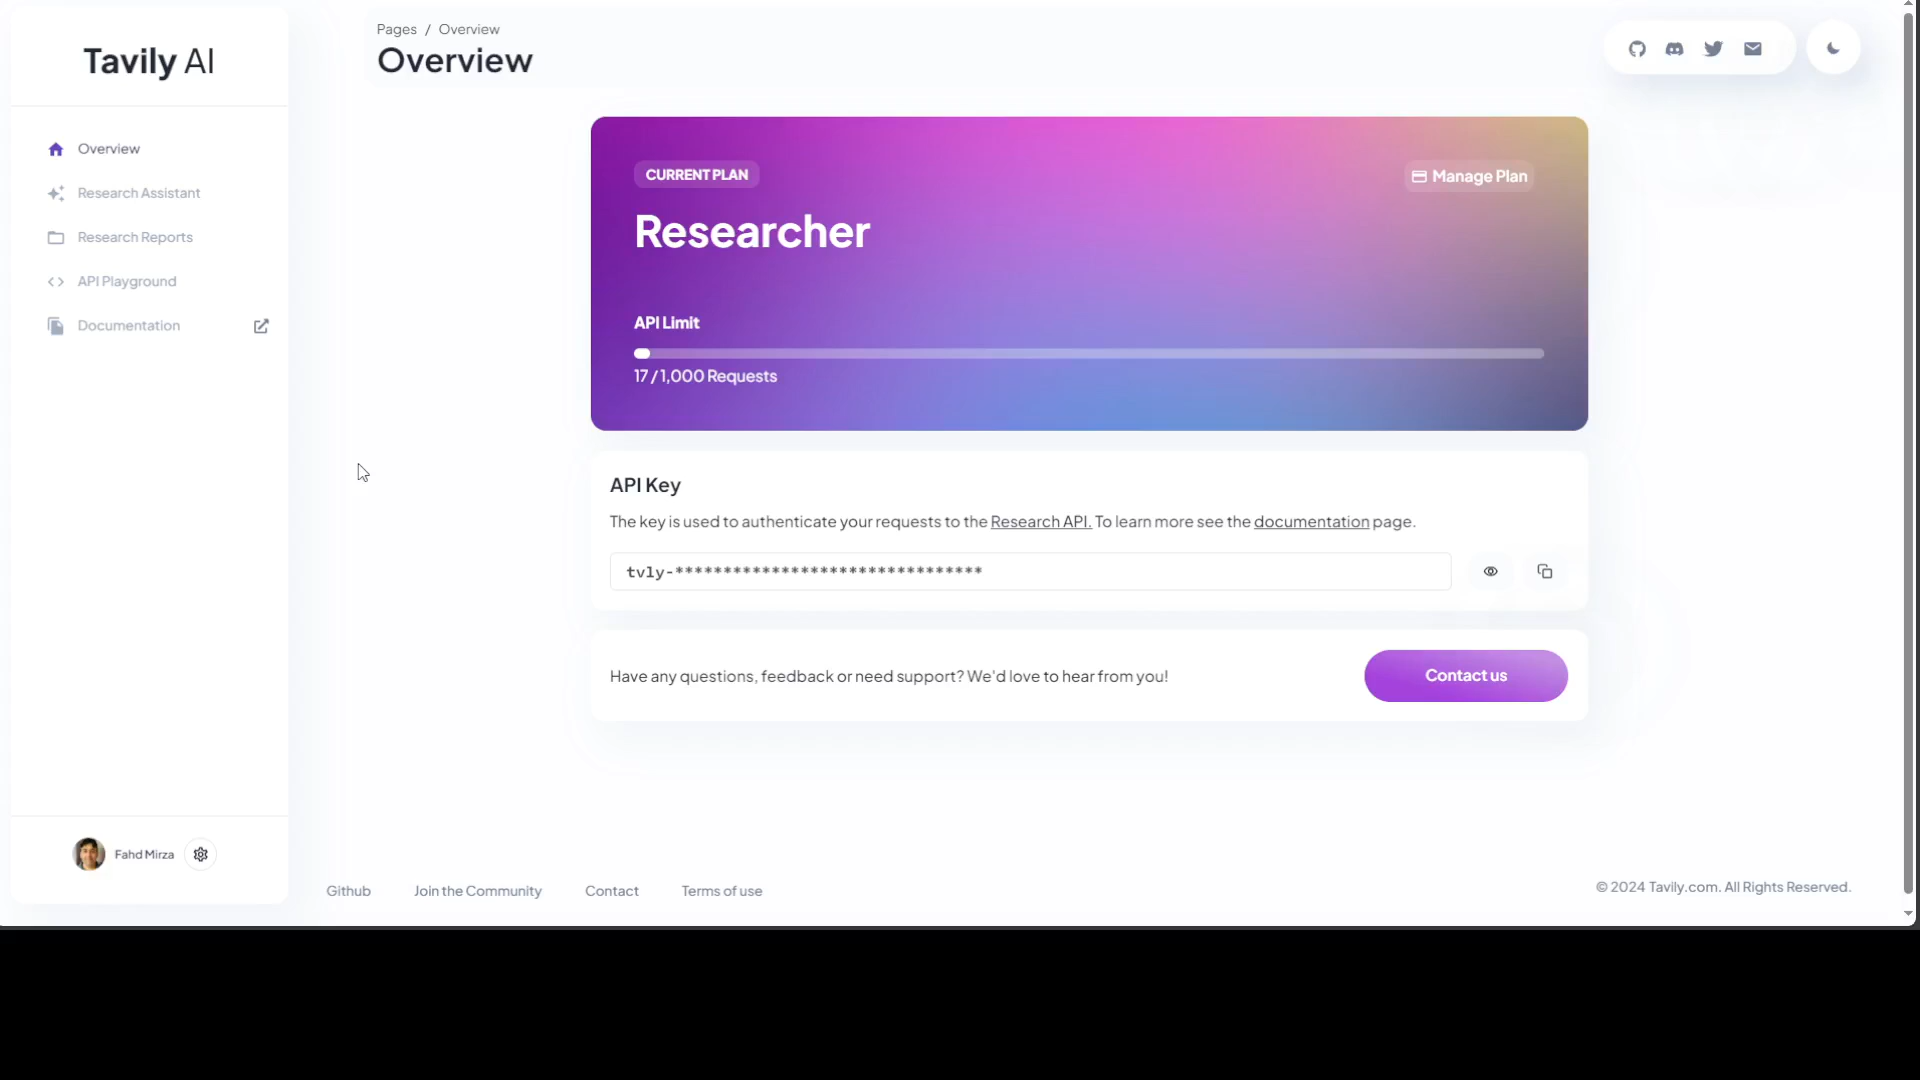 Tavily AI
Overview
Research Assistant
Research Reports
API Playground
Documentation
Fahd Mirza
Pages / Overview
Overview
CURRENT PLAN
Manage Plan
Researcher
API Limit
17 / 1,000 Requests
API Key
The key is used to authenticate your requests to the Research API. To learn more see the documentation page.
tvly-********************************
Have any questions, feedback or need support? We'd love to hear from you!
Contact us
Github
Join the Community
Contact
Terms of use
© 2024 Tavily.com. All Rights Reserved.